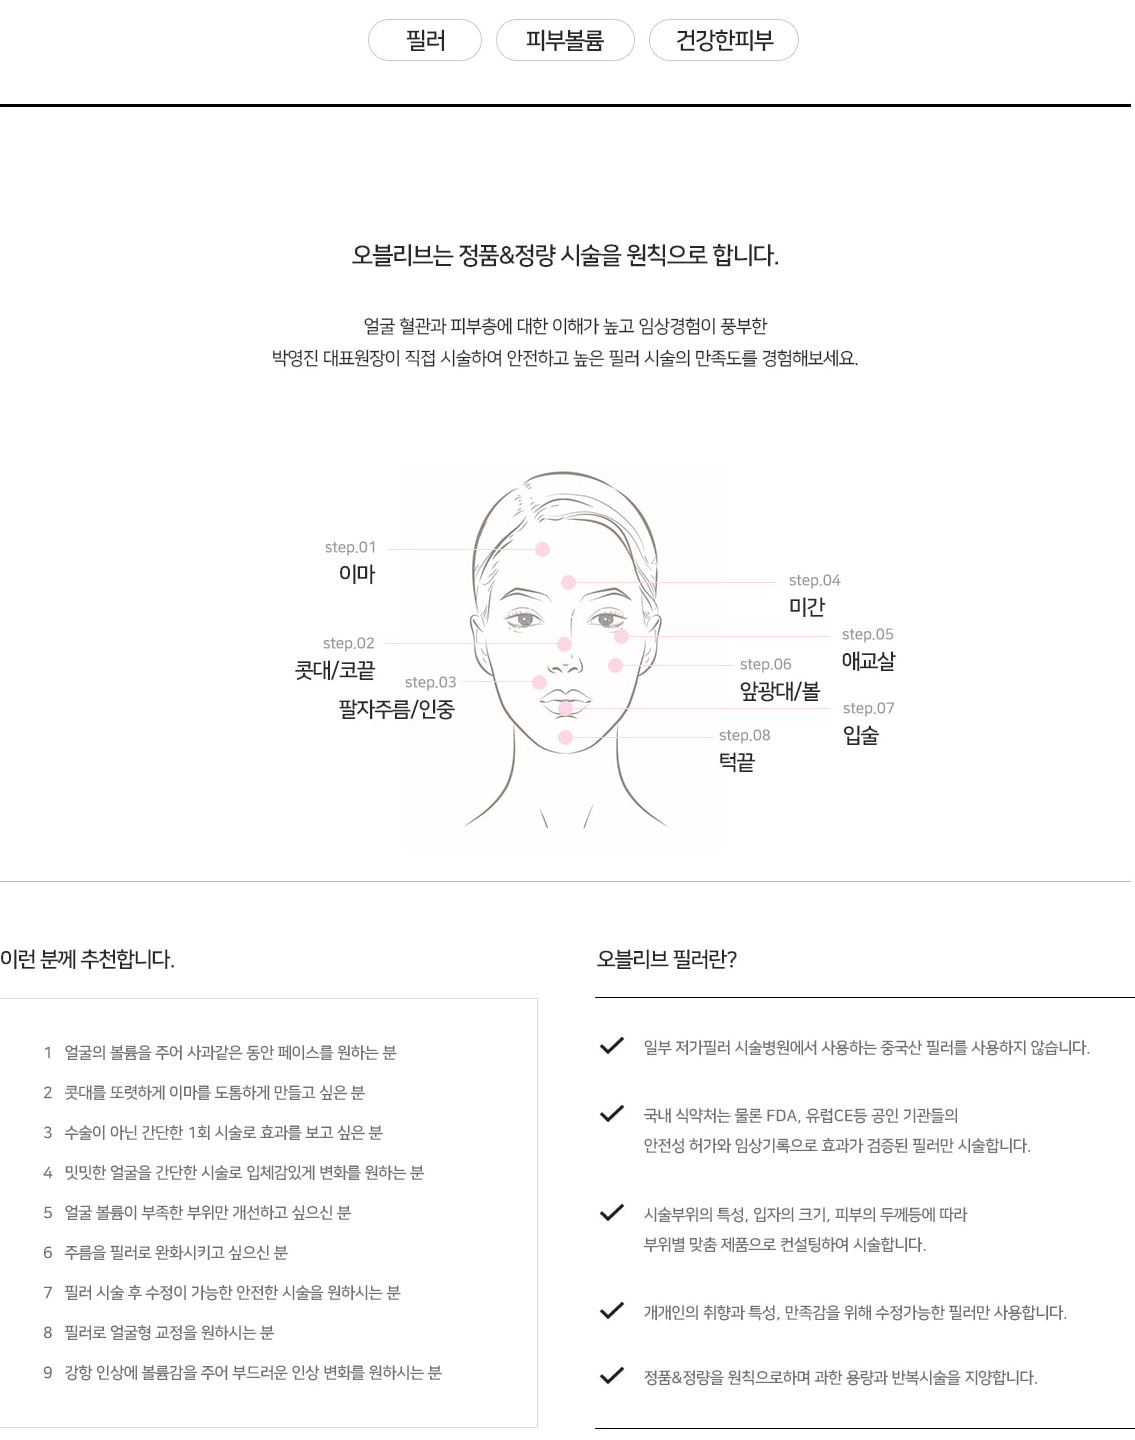 필러
피부볼륨
건강한피부
오블리브는 정품&정량 시술을 원칙으로 합니다.
얼굴 혈관과 피부층에 대한 이해가 높고 임상경험이 풍부한
박영진 대표원장이 직접 시술하여 안전하고 높은 필러 시술의 만족도를 경험해보세요.
step.01
이마
step.02
콧대/코끝
step.03
팔자주름/인중
step.04
미간
step.05
애교살
step.06
앞광대/볼
step.07
입술
step.08
턱끝
이런 분께 추천합니다.
1 얼굴의 볼륨을 주어 사과같은 동안 페이스를 원하는 분
2 콧대를 또렷하게 이마를 도톰하게 만들고 싶은 분
3 수술이 아닌 간단한 1회 시술로 효과를 보고 싶은 분
4 밋밋한 얼굴을 간단한 시술로 입체감있게 변화를 원하는 분
5 얼굴 볼륨이 부족한 부위만 개선하고 싶으신 분
6 주름을 필러로 완화시키고 싶으신 분
7 필러 시술 후 수정이 가능한 안전한 시술을 원하시는 분
8 필러로 얼굴형 교정을 원하시는 분
9 강항 인상에 볼륨감을 주어 부드러운 인상 변화를 원하시는 분
오블리브 필러란?
일부 저가필러 시술병원에서 사용하는 중국산 필러를 사용하지 않습니다.
국내 식약처는 물론 FDA, 유럽CE등 공인 기관들의
안전성 허가와 임상기록으로 효과가 검증된 필러만 시술합니다.
시술부위의 특성, 입자의 크기, 피부의 두께등에 따라
부위별 맞춤 제품으로 컨설팅하여 시술합니다.
개개인의 취향과 특성, 만족감을 위해 수정가능한 필러만 사용합니다.
정품&정량을 원칙으로하며 과한 용량과 반복시술을 지양합니다.